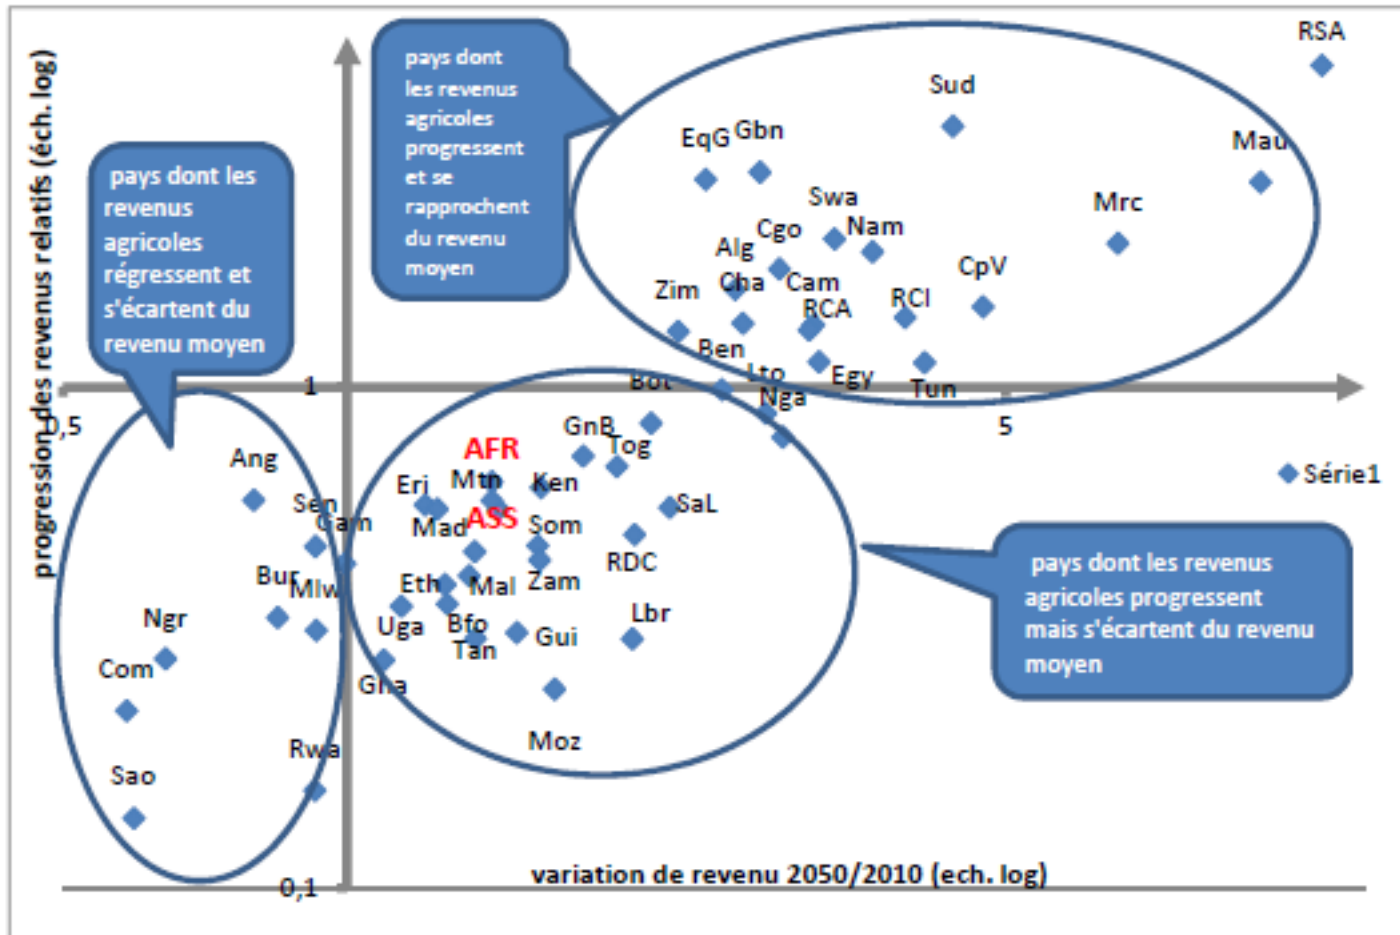 RSA
pays dont
les revenus
agricoles
progressent
et se
rapprochent
du revenu
moyen
Sud
EqG
Gbn
Mau
pays dont les
revenus
agricoles
régressent et
s'écartent du
revenu moyen
progression des revenus relatifs (éch. log)
Swa
Mrc
Cgo
Nam
Alg
CpV
Zim
Cha
Cam
RCI
RCA
Ben
Lto
Egy
Bot
Tun
1
Nga
0,5
5
GnB
Tog
AFR
Ang
Mtn
Ken
Eri
Série1
Sen
SaL
Gam
Mad
ASS
Som
RDC
pays dont les revenus
agricoles progressent
mais s'écartent du revenu
moyen
Bur
Mlw
Eth
Mal
Zam
Ngr
Uga
Bfo
Gui
Lbr
Tan
Com
Gha
Moz
Rwa
Sao
variation de revenu 2050/2010 (ech. log)
0,1